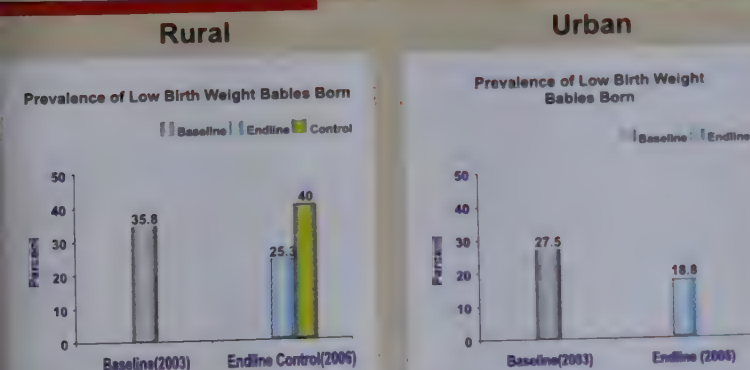 Rural
Prevalence of Low Birth Weight Babies Born
Baseline Endline Control
50
40
30
20
10
0
Percent
35.8
25.3
40
Baseline(2003) Endline Control(2006)
Urban
Prevalence of Low Birth Weight
Babies Born
Baseline Endline
50
40
30
20
10
0
Percent
27.5
18.8
Baseline(2003) Endline